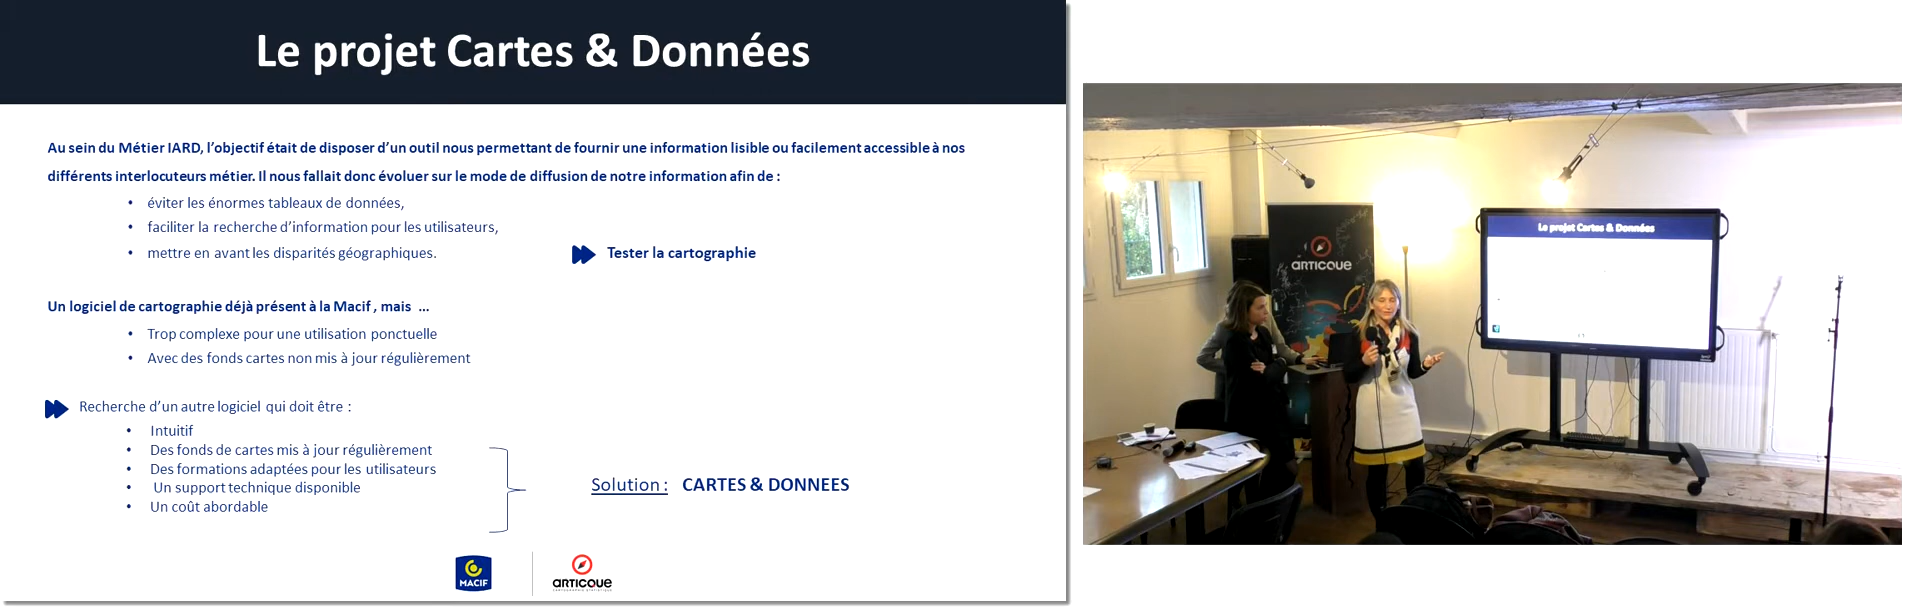 Le projet Cartes & Données
Au sein du Métier IARD, l'objectif était de disposer d'un outil nous permettant de fournir une information lisible ou facilement accessible à nos
différents interlocuteurs métier. Il nous fallait donc évoluer sur le mode de diffusion de notre information afin de :
• éviter les énormes tableaux de données,
• faciliter la recherche d'information pour les utilisateurs,
• mettre en avant les disparités géographiques.
Tester la cartographie
Un logiciel de cartographie déjà présent à la Macif , mais ...
• Trop complexe pour une utilisation ponctuelle
• Avec des fonds cartes non mis à jour régulièrement
Recherche d'un autre logiciel qui doit être :
• Intuitif
• Des fonds de cartes mis à jour régulièrement
• Des formations adaptées pour les utilisateurs
• Un support technique disponible
• Un coût abordable
Solution : CARTES & DONNEES
MACIF
ARTICQUE
CARTOGRAPHIE STATISTIQUE
ARTICQUE
Le projet Cartes & Données